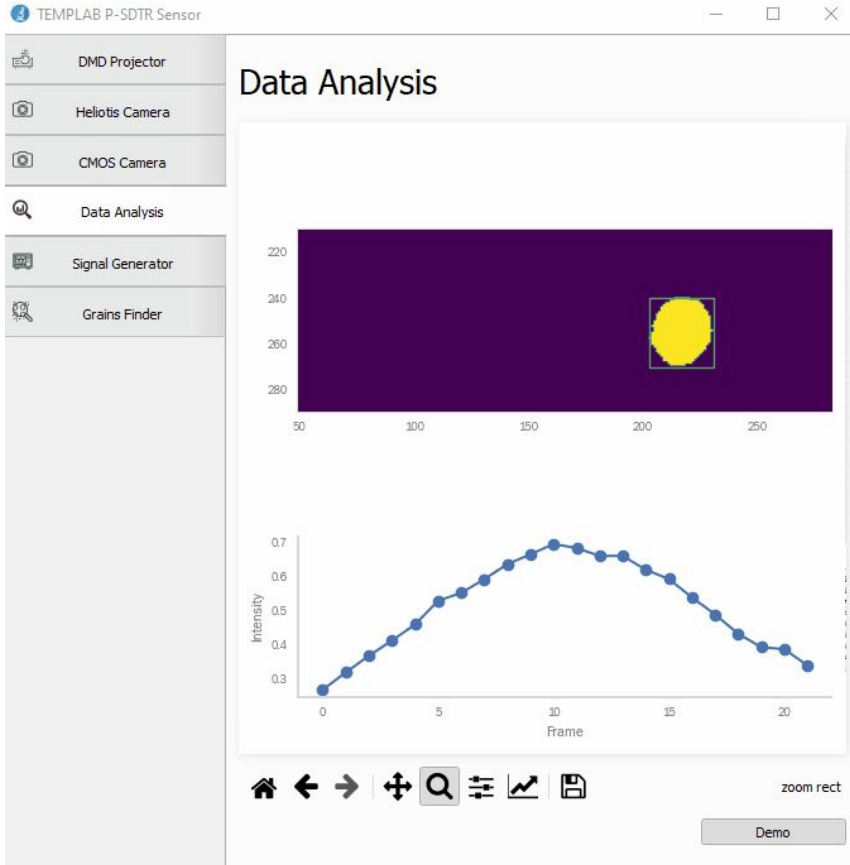 TEMPLAB P-SDTR Sensor
DMD Projector
Heliotis Camera
CMOS Camera
Data Analysis
Signal Generator
Grains Finder
Data Analysis
220
240
260
280
50 100 150 200 250
0.7
0.6
0.5
0.4
0.3
Intensity
0 5 10 15 20
Frame
zoom rect
Demo